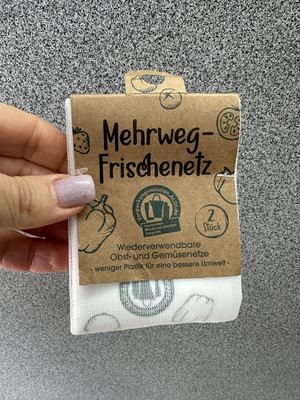 Mehrweg-
Frischenetz
2
Stück
Wiederverwendbare
Obst- und Gemüsenetze
- weniger Plastik für eine bessere Umwelt -